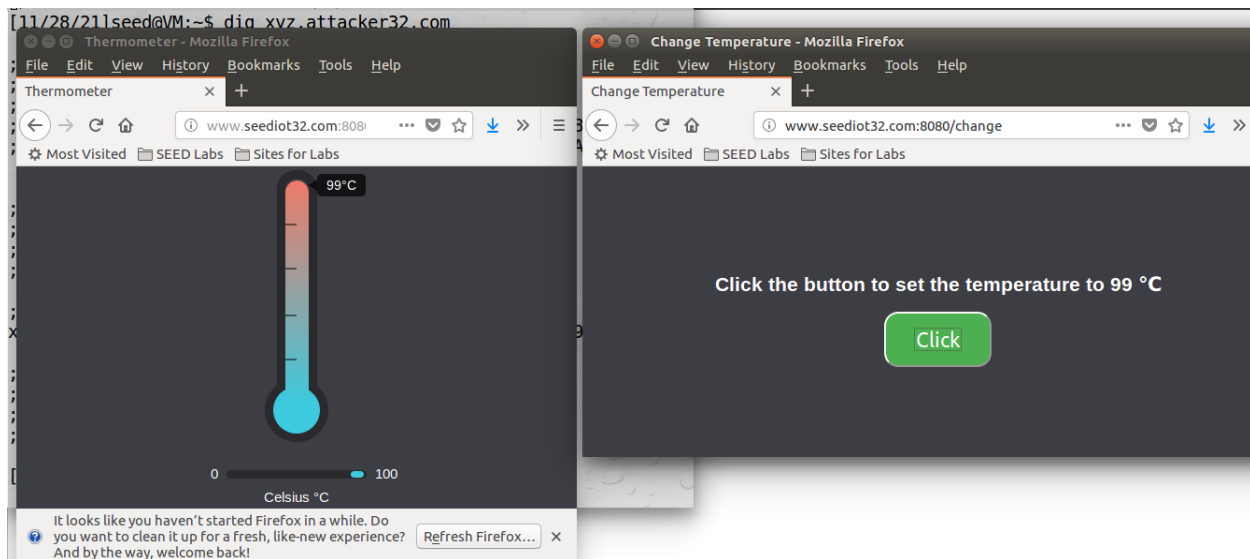 [11/28/21]seed@VM:~$ dig xyz.attacker32.com
Thermometer - Mozilla Firefox
File Edit View History Bookmarks Tools Help
Thermometer × +
www.seediot32.com:808
Most Visited SEED Labs Sites for Labs
99°C
0 100
Celsius °C
It looks like you haven't started Firefox in a while. Do
you want to clean it up for a fresh, like-new experience?
And by the way, welcome back!
Refresh Firefox... ×
Change Temperature - Mozilla Firefox
File Edit View History Bookmarks Tools Help
Change Temperature × +
www.seediot32.com:8080/change
Most Visited SEED Labs Sites for Labs
Click the button to set the temperature to 99 °C
Click